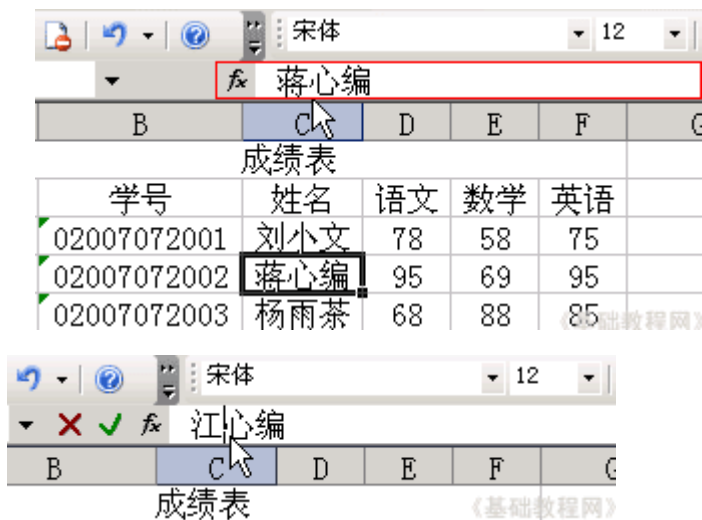 宋体 12
fx 蒋心编
B C D E F G
成绩表
学号 姓名 语文 数学 英语
02007072001 刘小文 78 58 75
02007072002 蒋心编 95 69 95
02007072003 杨雨茶 68 88 85
《基础教程网》
宋体 12
fx 江心编
B C D E F G
成绩表
《基础教程网》